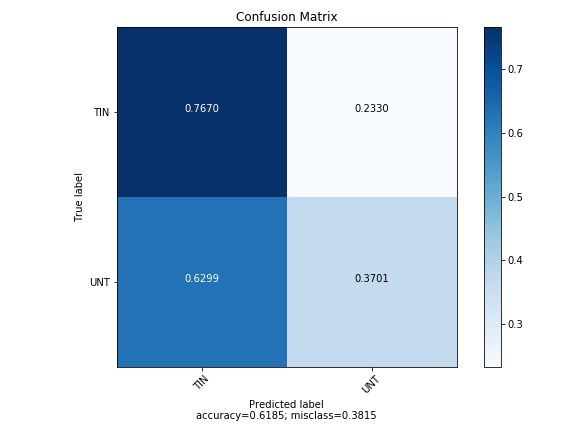 Confusion Matrix
TIN
0.7670
0.2330
UNT
0.6299
0.3701
True label
TIN
UNT
Predicted label
accuracy=0.6185; misclass=0.3815
0.7
0.6
0.5
0.4
0.3